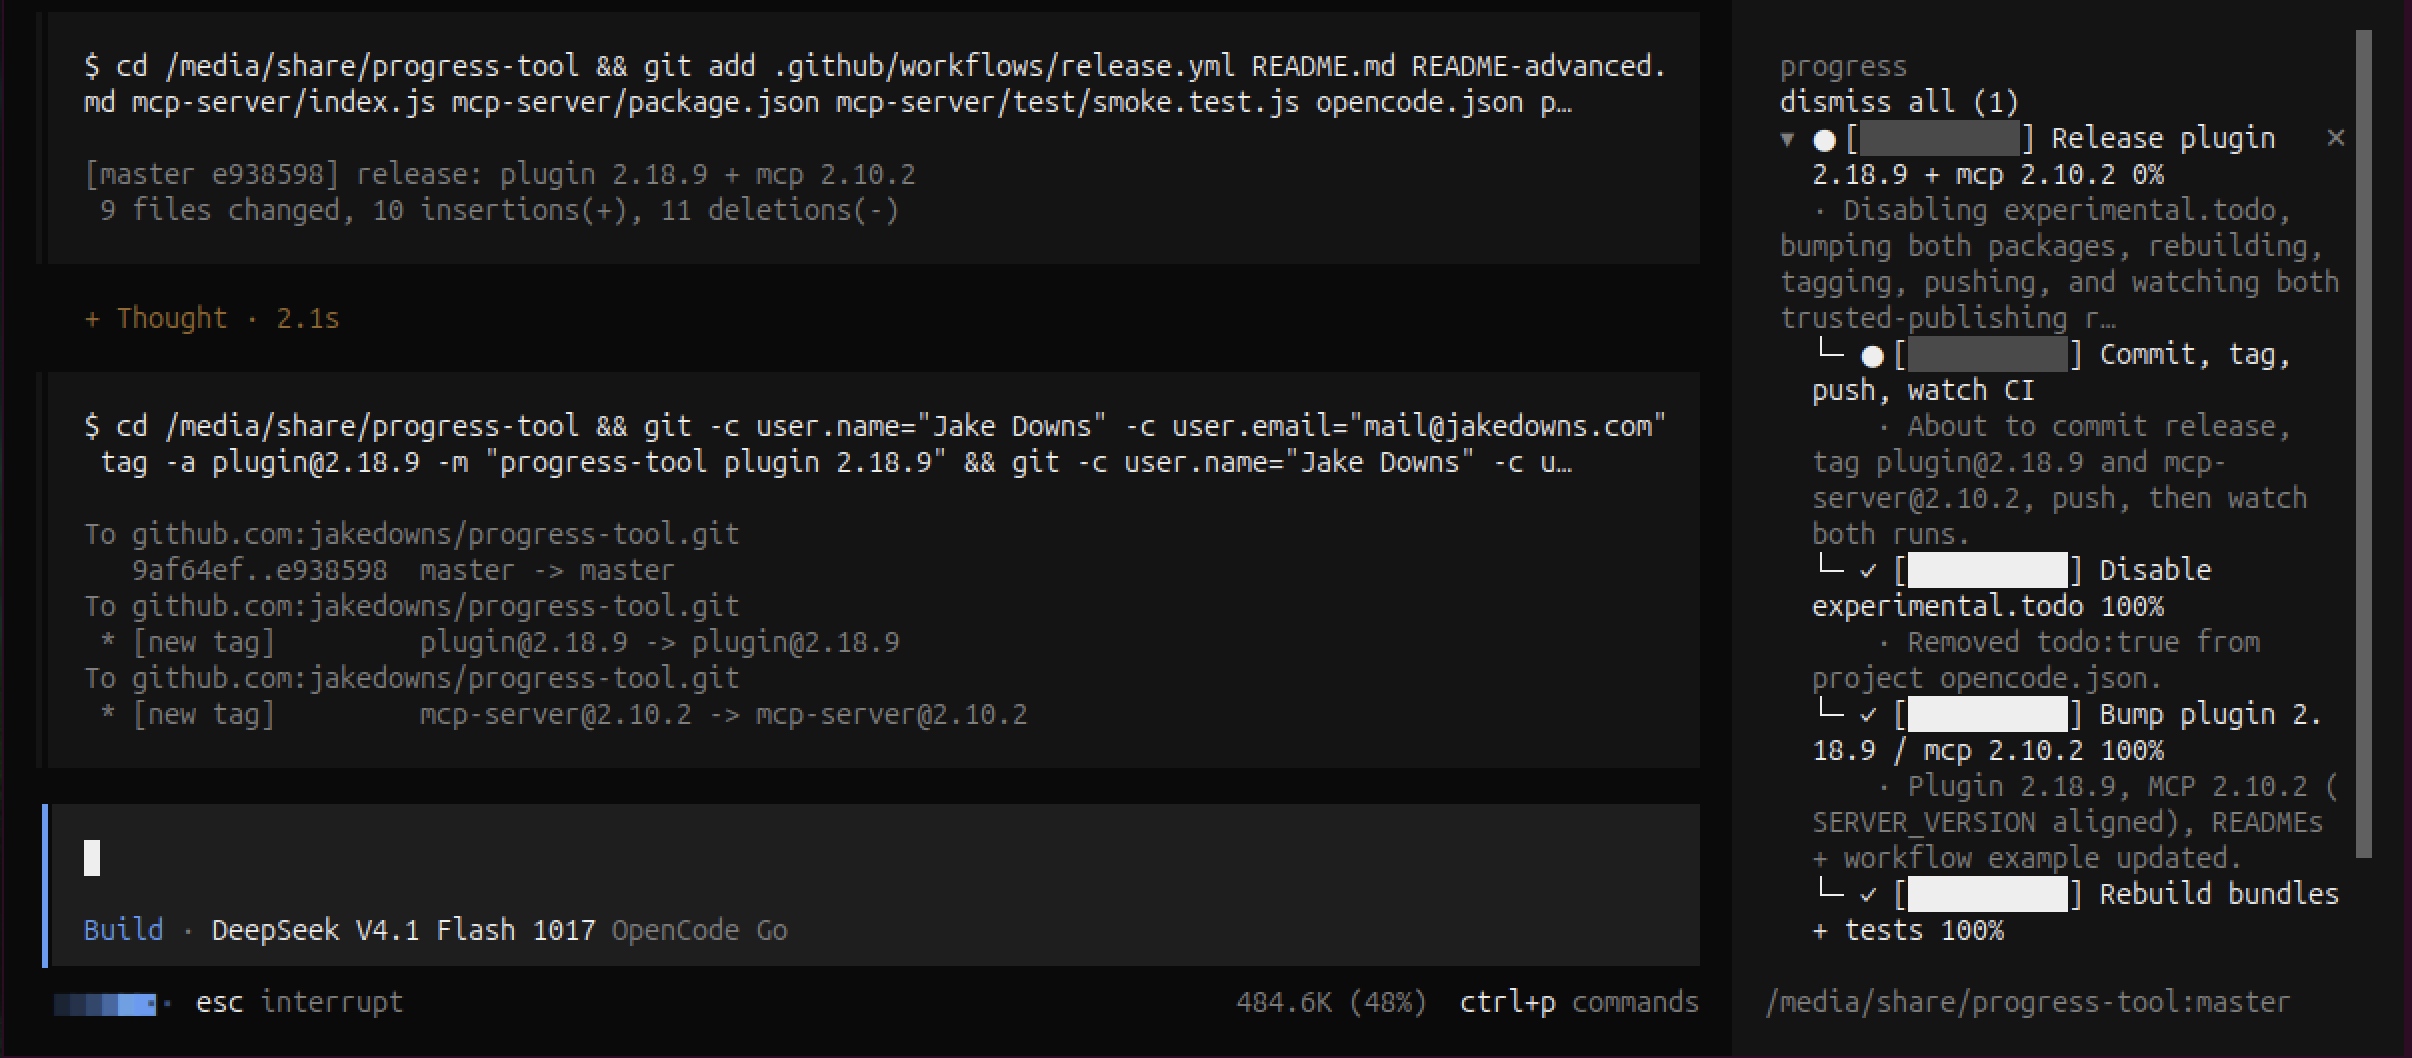 $ cd /media/share/progress-tool && git add .github/workflows/release.yml README.md README-advanced.
md mcp-server/index.js mcp-server/package.json mcp-server/test/smoke.test.js opencode.json p…
[master e938598] release: plugin 2.18.9 + mcp 2.10.2
9 files changed, 10 insertions(+), 11 deletions(-)
+ Thought · 2.1s
$ cd /media/share/progress-tool && git -c user.name="Jake Downs" -c user.email="mail@jakedowns.com"
tag -a plugin@2.18.9 -m "progress-tool plugin 2.18.9" && git -c user.name="Jake Downs" -c u…
To github.com:jakedowns/progress-tool.git
9af64ef..e938598  master -> master
To github.com:jakedowns/progress-tool.git
* [new tag]         plugin@2.18.9 -> plugin@2.18.9
To github.com:jakedowns/progress-tool.git
* [new tag]         mcp-server@2.10.2 -> mcp-server@2.10.2
Build · DeepSeek V4.1 Flash 1017 OpenCode Go
esc interrupt
484.6K (48%)  ctrl+p commands
progress
dismiss all (1)
▼ ● [          ] Release plugin ×
2.18.9 + mcp 2.10.2 0%
· Disabling experimental.todo,
bumping both packages, rebuilding,
tagging, pushing, and watching both
trusted-publishing r…
└─ ● [          ] Commit, tag,
push, watch CI
· About to commit release,
tag plugin@2.18.9 and mcp-
server@2.10.2, push, then watch
both runs.
└─ ✓ [          ] Disable
experimental.todo 100%
· Removed todo:true from
project opencode.json.
└─ ✓ [          ] Bump plugin 2.
18.9 / mcp 2.10.2 100%
· Plugin 2.18.9, MCP 2.10.2 (
SERVER_VERSION aligned), READMEs
+ workflow example updated.
└─ ✓ [          ] Rebuild bundles
+ tests 100%
/media/share/progress-tool:master